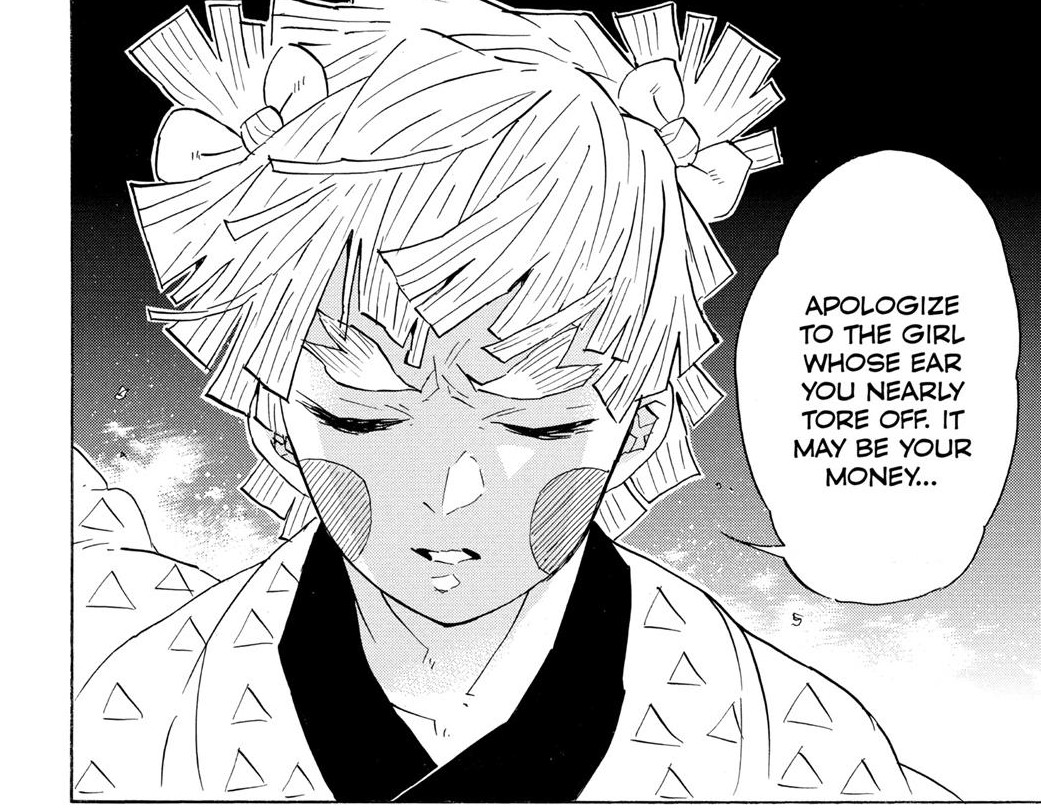 APOLOGIZE
TO THE GIRL
WHOSE EAR
YOU NEARLY
TORE OFF. IT
MAY BE YOUR
MONEY...